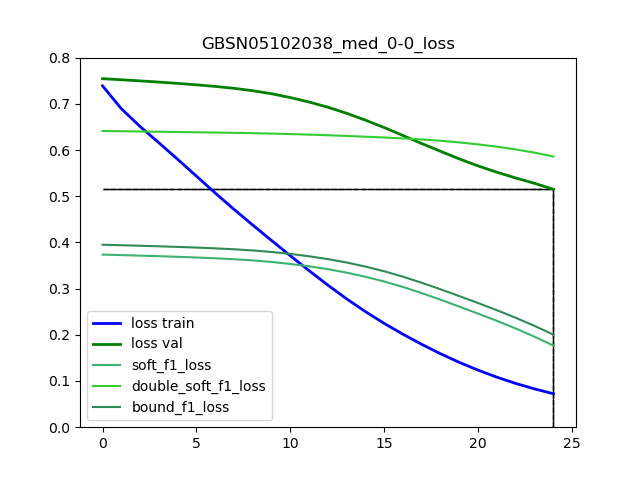 GBSN05102038_med_0-0_loss
0.8
0.7
0.6
0.5
0.4
0.3
0.2
0.1
0.0
loss train
loss val
soft_f1_loss
double_soft_f1_loss
bound_f1_loss
0 5 10 15 20 25